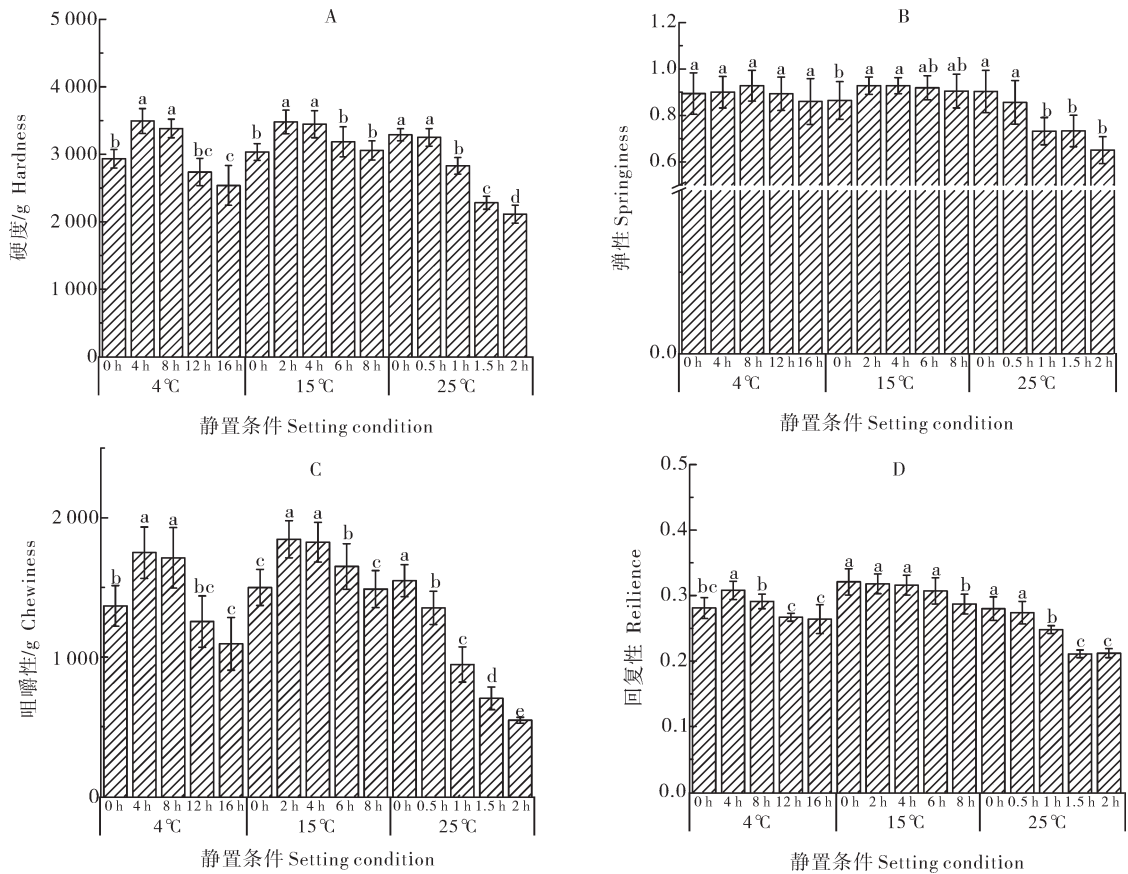 A
5 000
4 000
3 000
2 000
1 000
0
硬度/g Hardness
b a a bc c b a a b b a a b c d
0 h 4 h 8 h 12 h 16 h 0 h 2 h 4 h 6 h 8 h 0 h 0.5 h 1 h 1.5 h 2 h
4℃ 15℃ 25℃
静置条件 Setting condition
B
1.2
1.0
0.8
0.6
0.0
弹性 Springiness
a a a a a b a a ab ab a a b b b
0 h 4 h 8 h 12 h 16 h 0 h 2 h 4 h 6 h 8 h 0 h 0.5 h 1 h 1.5 h 2 h
4℃ 15℃ 25℃
静置条件 Setting condition
C
2 000
1 000
0
咀嚼性/g Chewiness
b a a bc c c a a b c a b c d e
0 h 4 h 8 h 12 h 16 h 0 h 2 h 4 h 6 h 8 h 0 h 0.5 h 1 h 1.5 h 2 h
4℃ 15℃ 25℃
静置条件 Setting condition
D
0.5
0.4
0.3
0.2
0.1
0.0
回复性 Reilience
bc a b c c a a a a b a a b c c
0 h 4 h 8 h 12 h 16 h 0 h 2 h 4 h 6 h 8 h 0 h 0.5 h 1 h 1.5 h 2 h
4℃ 15℃ 25℃
静置条件 Setting condition